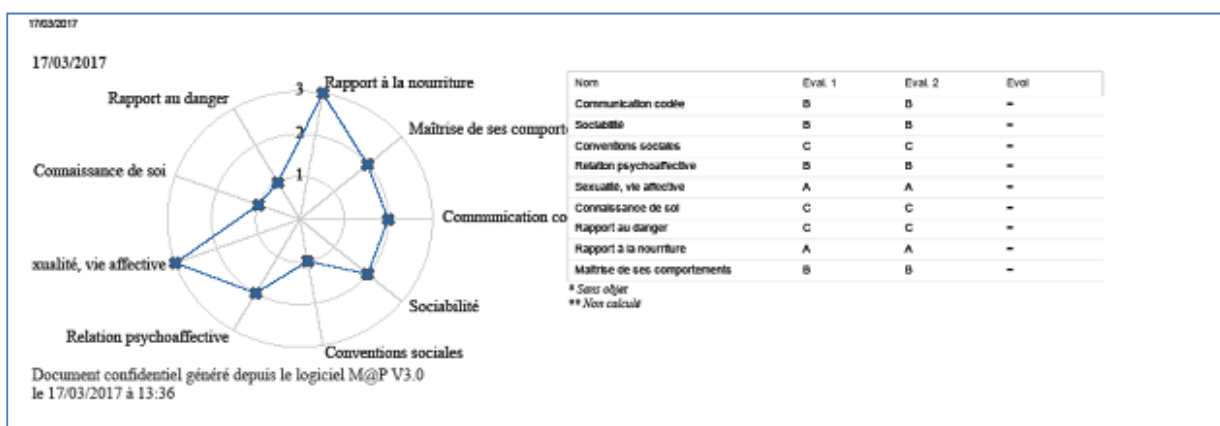 17/03/2017
17/03/2017
Rapport à la nourriture
Rapport au danger
Maîtrise de ses comporte
Connaissance de soi
Communication co
xualité, vie affective
Sociabilité
Relation psychoaffective
Conventions sociales
3
2
1
Nom Eval. 1 Eval. 2 Evol
Communication codée B B =
Sociabilité B B =
Conventions sociales C C =
Relation psychoaffective B B =
Sexualité, vie affective A A =
Connaissance de soi C C =
Rapport au danger C C =
Rapport à la nourriture A A =
Maîtrise de ses comportements B B =
* Sans objet
** Non calculé
Document confidentiel généré depuis le logiciel M@P V3.0
le 17/03/2017 à 13:36